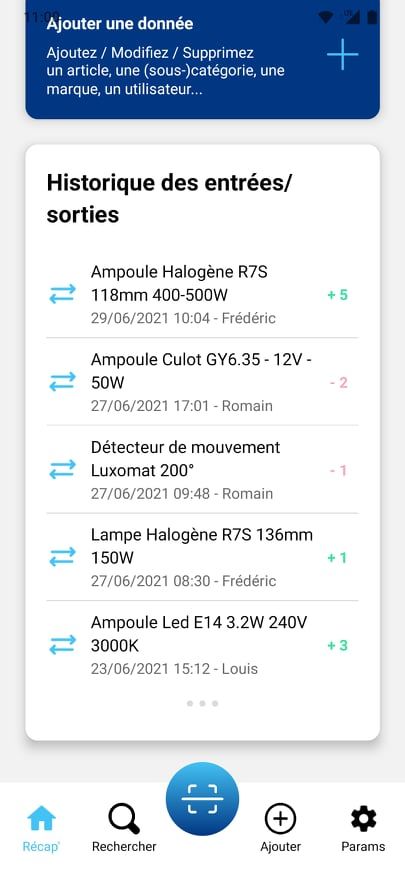 11:00
Ajouter une donnée
Ajoutez / Modifiez / Supprimez
un article, une (sous-)catégorie, une
marque, un utilisateur...
Historique des entrées/
sorties
Ampoule Halogène R7S
118mm 400-500W
+ 5
29/06/2021 10:04 - Frédéric
Ampoule Culot GY6.35 - 12V -
50W
- 2
27/06/2021 17:01 - Romain
Détecteur de mouvement
Luxomat 200°
- 1
27/06/2021 09:48 - Romain
Lampe Halogène R7S 136mm
150W
+ 1
27/06/2021 08:30 - Frédéric
Ampoule Led E14 3.2W 240V
3000K
+ 3
23/06/2021 15:12 - Louis
Récap'
Rechercher
Ajouter
Params